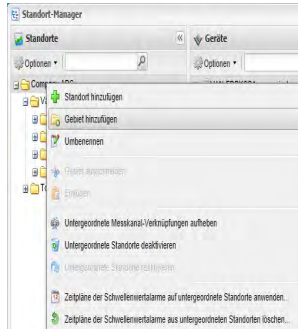 Standort-Manager
Standorte
Geräte
Optionen
Optionen
Standort hinzufügen
Gebiet hinzufügen
Umbenennen
Einfügen
Untergeordnete Messkanal-Verknüpfungen aufheben
Untergeordnete Standorte deaktivieren
Untergeordnete Standorte
Zeitpläne der Schwellenwertalarme auf untergeordnete Standorte anwenden...
Zeitpläne der Schwellenwertalarme aus untergeordneten Standorten löschen...